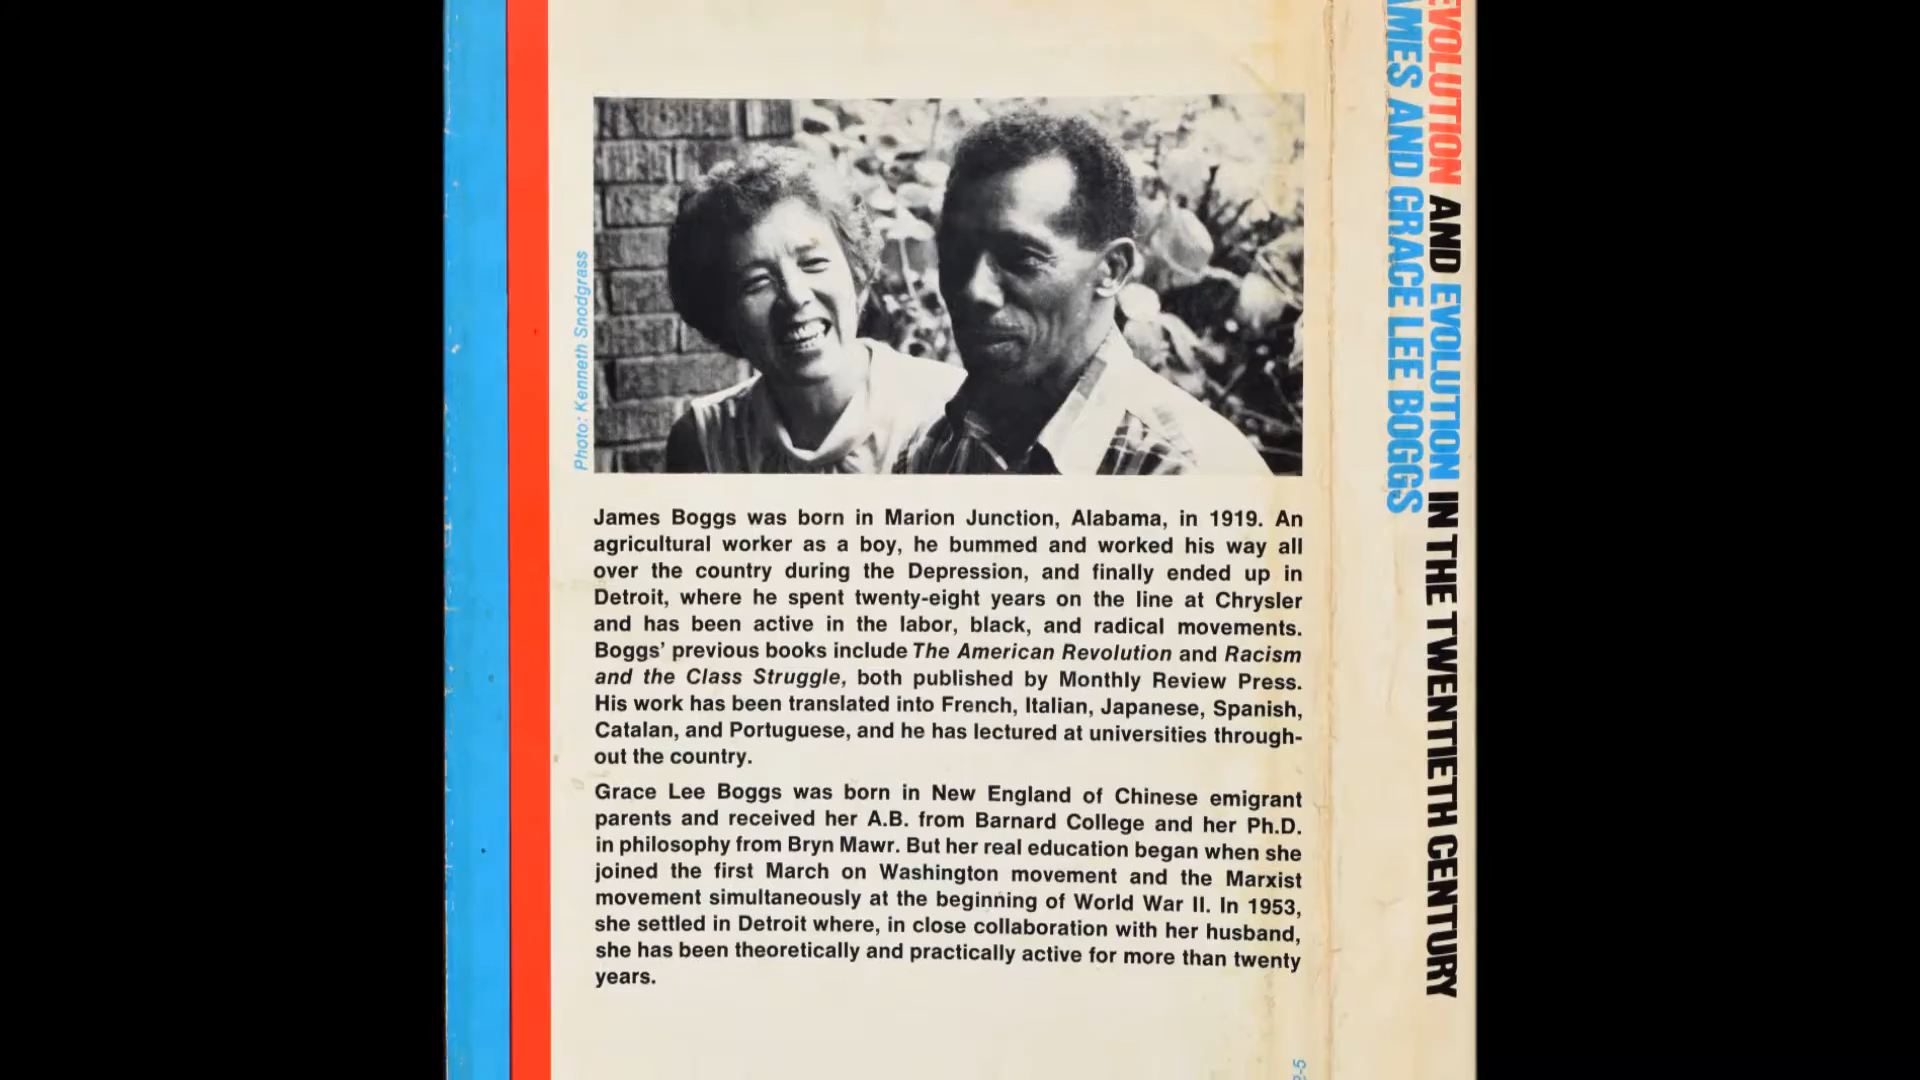 Photo: Kenneth Snodgrass
James Boggs was born in Marion Junction, Alabama, in 1919. An
agricultural worker as a boy, he bummed and worked his way all
over the country during the Depression, and finally ended up in
Detroit, where he spent twenty-eight years on the line at Chrysler
and has been active in the labor, black, and radical movements.
Boggs’ previous books include The American Revolution and Racism
and the Class Struggle, both published by Monthly Review Press.
His work has been translated into French, Italian, Japanese, Spanish,
Catalan, and Portuguese, and he has lectured at universities through-
out the country.
Grace Lee Boggs was born in New England of Chinese emigrant
parents and received her A.B. from Barnard College and her Ph.D.
in philosophy from Bryn Mawr. But her real education began when she
joined the first March on Washington movement and the Marxist
movement simultaneously at the beginning of World War II. In 1953,
she settled in Detroit where, in close collaboration with her husband,
she has been theoretically and practically active for more than twenty
years.
EVOLUTION AND EVOLUTION IN THE TWENTIETH CENTURY
AMES AND GRACE LEE BOGGS